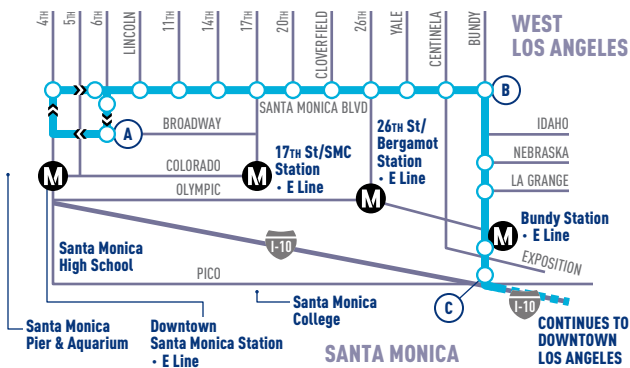 4TH
5TH
6TH
LINCOLN
11TH
14TH
17TH
20TH
CLOVERFIELD
26TH
YALE
CENTINELA
BUNDY
WEST
LOS ANGELES
A
B
SANTA MONICA BLVD
BROADWAY
IDAHO
NEBRASKA
LA GRANGE
COLORADO
OLYMPIC
M
17TH St/SMC
Station
• E Line
M
26TH St/
Bergamot
Station
• E Line
M
M
Bundy Station
• E Line
EXPOSITION
Santa Monica
High School
I-10
PICO
C
I-10
Santa Monica
College
Santa Monica
Pier & Aquarium
Downtown
Santa Monica Station
• E Line
SANTA MONICA
CONTINUES TO
DOWNTOWN
LOS ANGELES